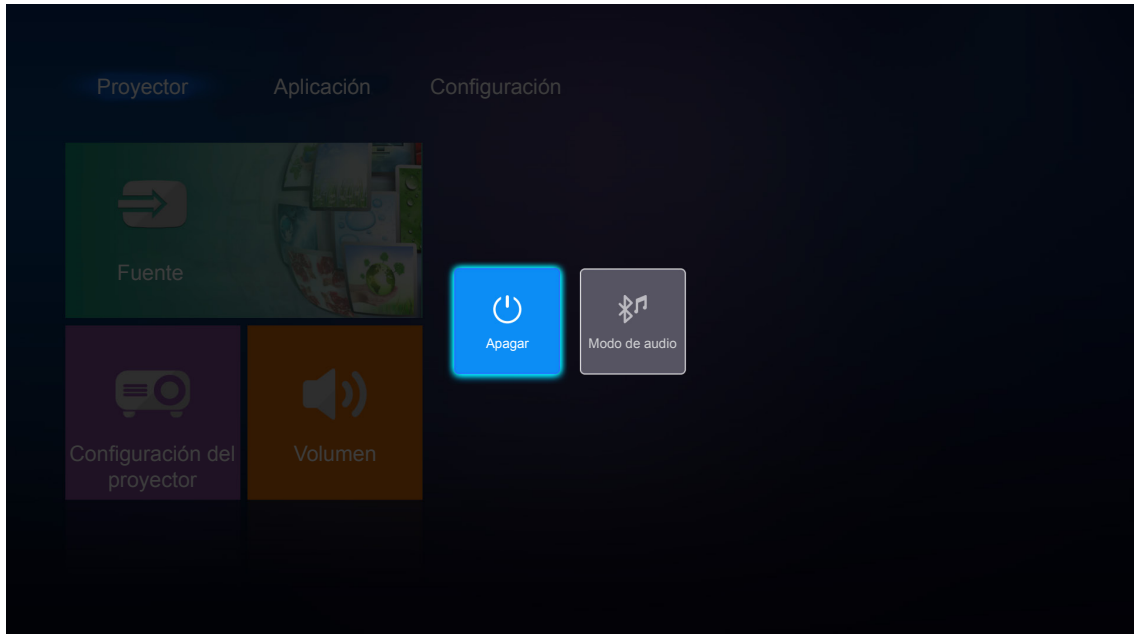 Proyector
Aplicación
Configuración
Fuente
Apagar
Modo de audio
Configuración del
proyector
Volumen